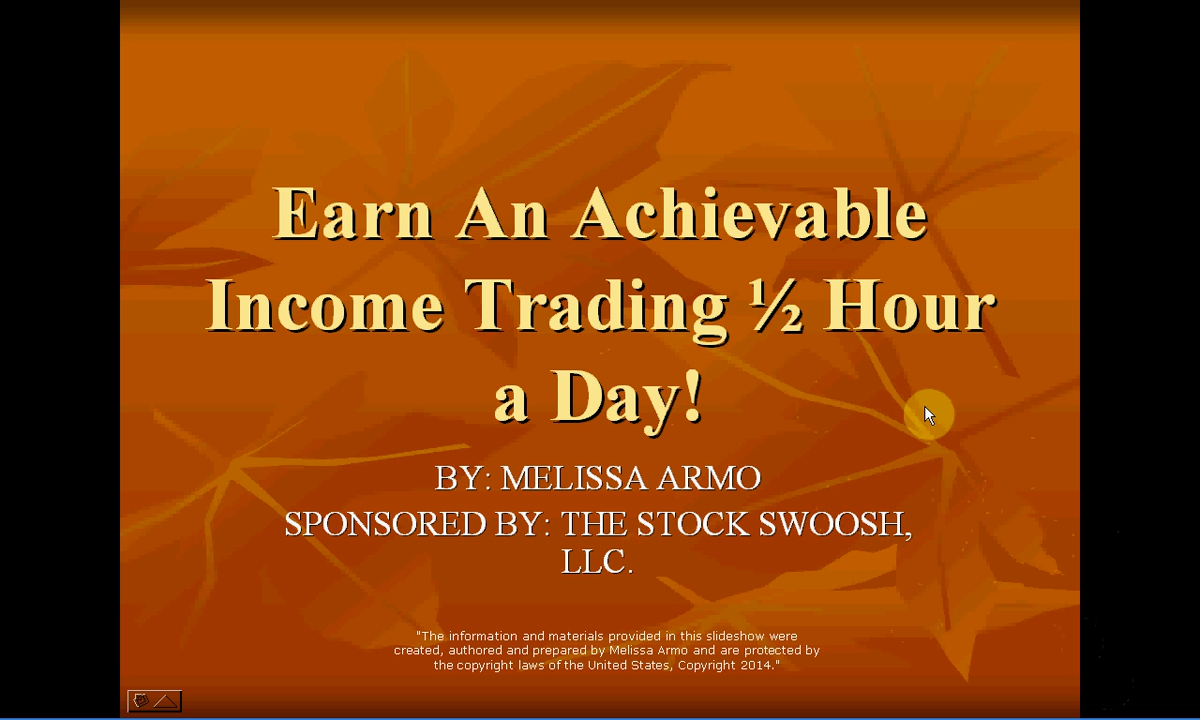 Earn An Achievable
Income Trading ½ Hour
a Day!
BY: MELISSA ARMO
SPONSORED BY: THE STOCK SWOOSH,
LLC.
"The information and materials provided in this slideshow were
created, authored and prepared by Melissa Armo and are protected by
the copyright laws of the United States, Copyright 2014."